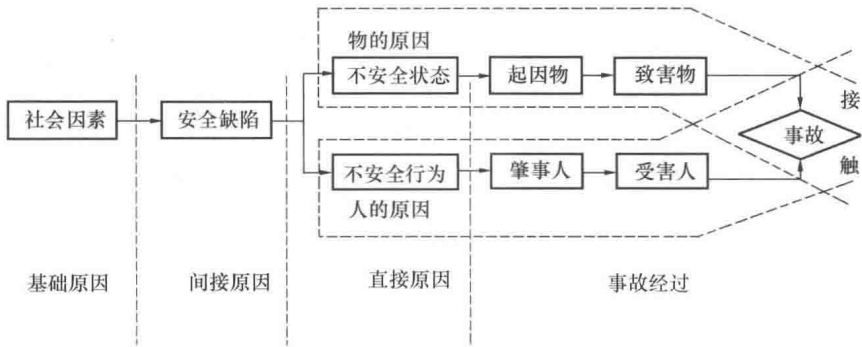 物的原因
不安全状态
起因物
致害物
接
社会因素
安全缺陷
事故
触
不安全行为
肇事人
受害人
人的原因
基础原因
间接原因
直接原因
事故经过